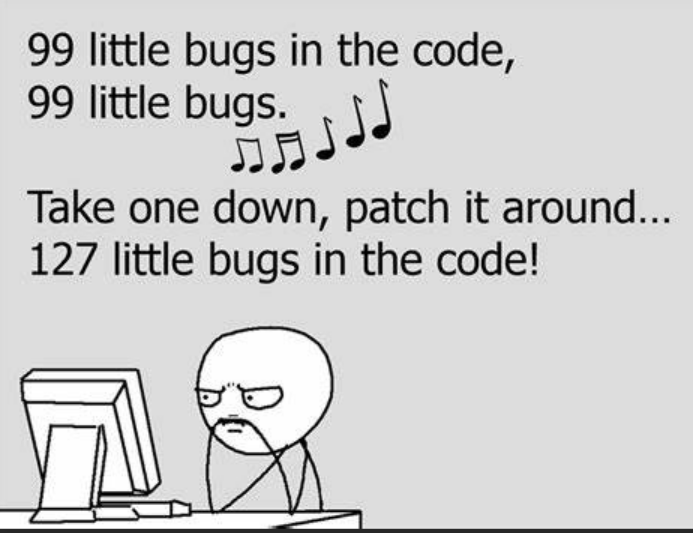 99 little bugs in the code,
99 little bugs.
Take one down, patch it around...
127 little bugs in the code!